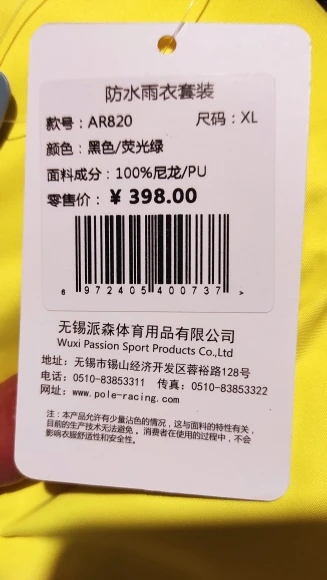 防水雨衣套装
款号：AR820 尺码：XL
颜色：黑色/荧光绿
面料成分：100%尼龙/PU
零售价：¥ 398.00
6 972405 400737 >
无锡派森体育用品有限公司
Wuxi Passion Sport Products Co.,Ltd
地址：无锡市锡山经济开发区蓉裕路128号
电话：0510-83853311 传真：0510-83853322
网址：www.pole-racing.com
注：本产品允许有少量沾色的情况，这与面料的特性有关，
目前的生产技术无法避免。消费者在使用的过程中，不会
影响衣服舒适性和安全性。